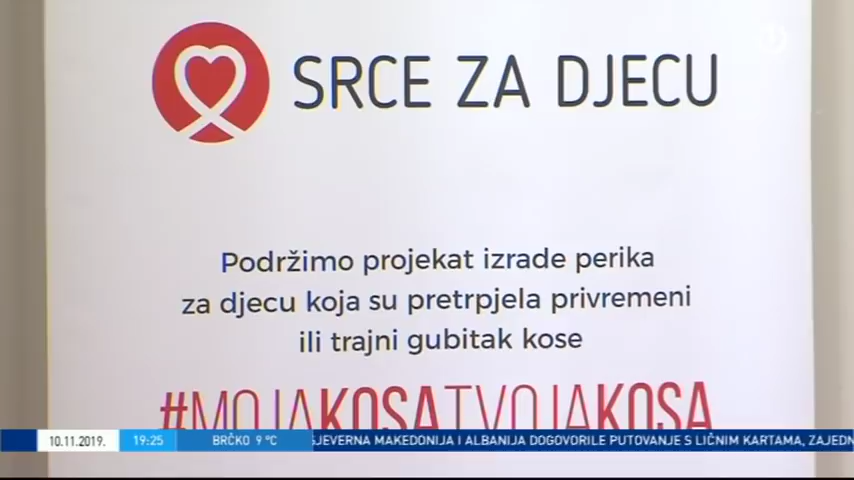 SRCE ZA DJECU
Podržimo projekat izrade perika
za djecu koja su pretrpjela privremeni
ili trajni gubitak kose
#MOJAKOSATVOJAKOSA
10.11.2019. 19:25 BRČKO 9 °C SJEVERNA MAKEDONIJA I ALBANIJA DOGOVORILE PUTOVANJE S LIČNIM KARTAMA,